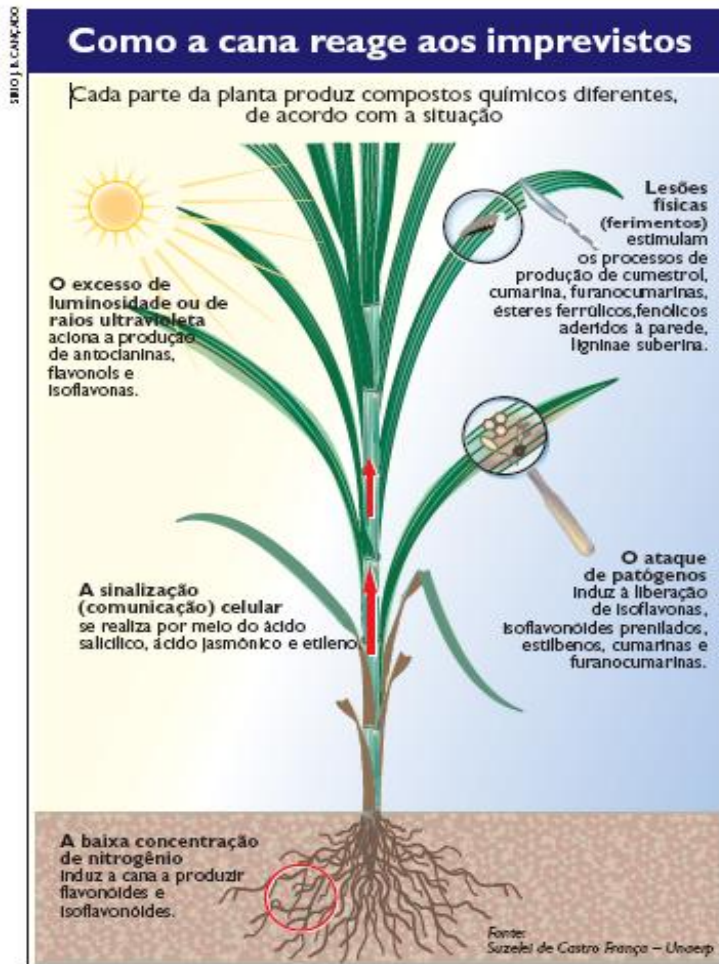 SIRIO J. B. CANÇADO
Como a cana reage aos imprevistos
Cada parte da planta produz compostos químicos diferentes,
de acordo com a situação
O excesso de
luminosidade ou de
raios ultravioleta
aciona a produção
de antocianinas,
flavonols e
isoflavonas.
Lesões
físicas
(ferimentos)
estimulam
os processos de
produção de cumestrol,
cumarina, furanocumarinas,
ésteres ferrúlicos,fenólicos
aderidos à parede,
ligninae suberina.
A sinalização
(comunicação) celular
se realiza por meio do ácido
salicílico, ácido jasmônico e etileno
O ataque
de patógenos
induz à liberação
de isoflavonas,
isoflavonóides prenilados,
estilbenos, cumarinas e
furanocumarinas.
A baixa concentração
de nitrogênio
induz a cana a produzir
flavonóides e
isoflavonóides.
Fonte:
Suzelei de Castro França – Unaerp